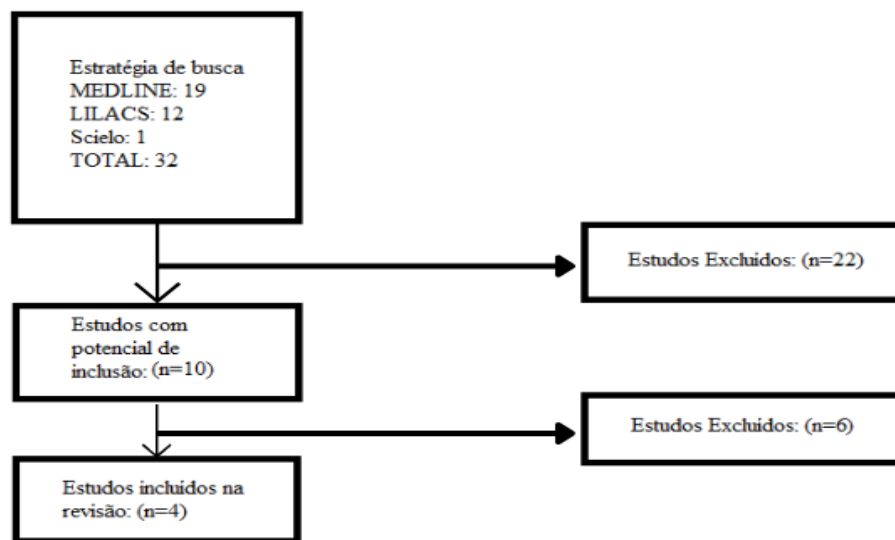 Estratégia de busca
MEDLINE: 19
LILACS: 12
Scielo: 1
TOTAL: 32
Estudos Excluidos: (n=22)
Estudos com
potencial de
inclusão: (n=10)
Estudos Excluidos: (n=6)
Estudos incluidos na
revisão: (n=4)